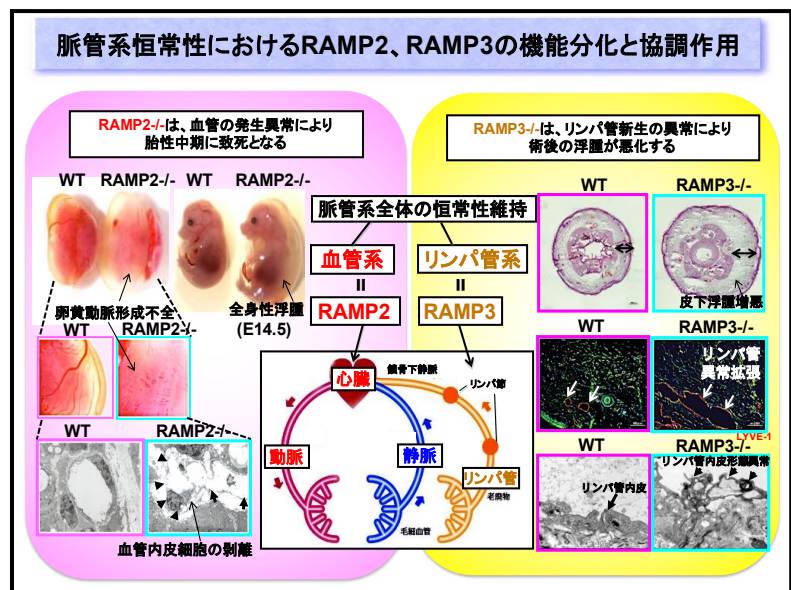 脈管系恒常性におけるRAMP2、RAMP3の機能分化と協調作用
RAMP2-/-は、血管の発生異常により
胎性中期に致死となる
WT
RAMP2-/-
WT
RAMP2-/-
卵黄動脈形成不全
全身性浮腫
(E14.5)
WT
RAMP2-/-
WT
RAMP2-/-
血管内皮細胞の剥離
脈管系全体の恒常性維持
血管系
リンパ管系
=
=
RAMP2
RAMP3
心臓
鎖骨下静脈
リンパ節
動脈
静脈
リンパ管
老廃物
毛細血管
RAMP3-/-は、リンパ管新生の異常により
術後の浮腫が悪化する
WT
RAMP3-/-
皮下浮腫増悪
WT
RAMP3-/-
リンパ管
異常拡張
LYVE-1
WT
RAMP3-/-
リンパ管内皮
リンパ管内皮形態異常